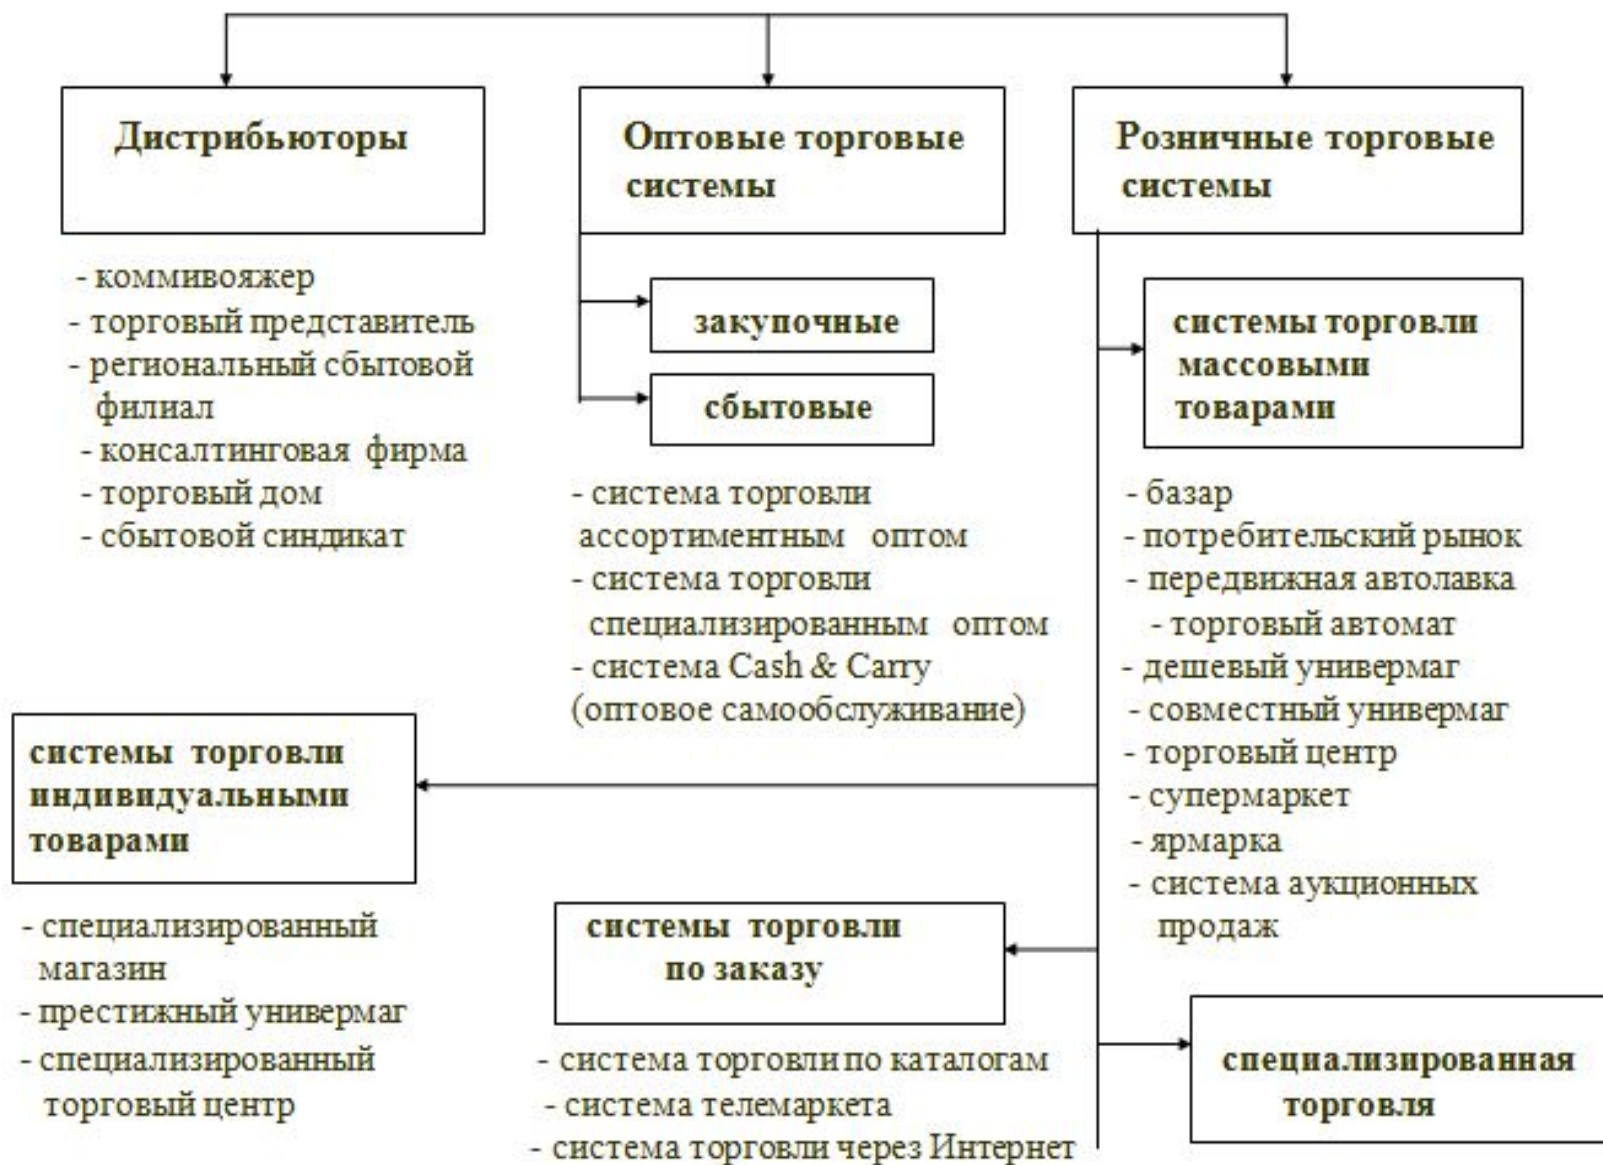 Дистрибьюторы
- коммивояжер
- торговый представитель
- региональный сбытовой
филиал
- консалтинговая фирма
- торговый дом
- сбытовой синдикат
Оптовые торговые
системы
закупочные
сбытовые
- система торговли
ассортиментным оптом
- система торговли
специализированным оптом
- система Cash & Carry
(оптовое самообслуживание)
Розничные торговые
системы
системы торговли
массовыми
товарами
- базар
- потребительский рынок
- передвижная автолавка
- торговый автомат
- дешевый универмаг
- совместный универмаг
- торговый центр
- супермаркет
- ярмарка
- система аукционных
продаж
системы торговли
индивидуальными
товарами
- специализированный
магазин
- престижный универмаг
- специализированный
торговый центр
системы торговли
по заказу
- система торговли по каталогам
- система телемаркета
- система торговли через Интернет
специализированная
торговля